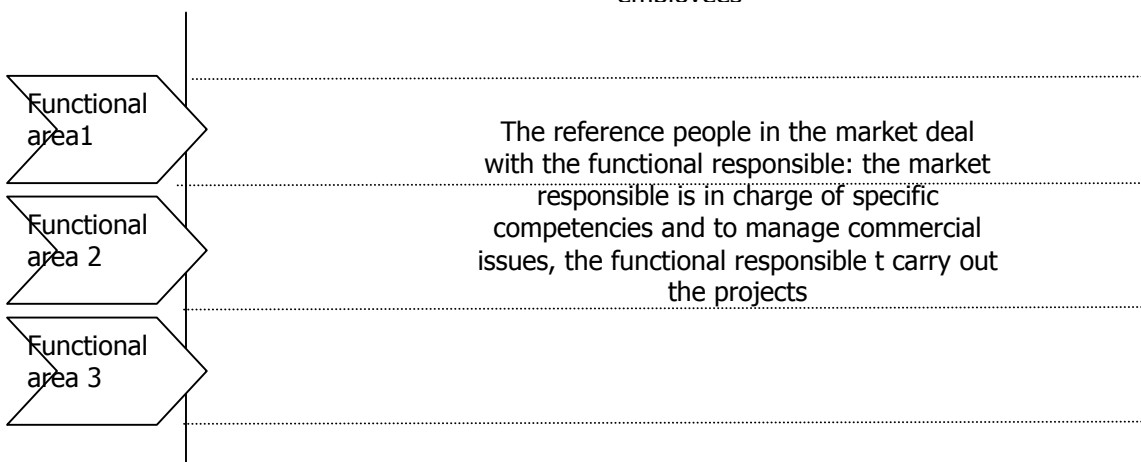 employees
Functional
area1
The reference people in the market deal
with the functional responsible: the market
responsible is in charge of specific
competencies and to manage commercial
issues, the functional responsible t carry out
the projects
Functional
area 2
Functional
area 3